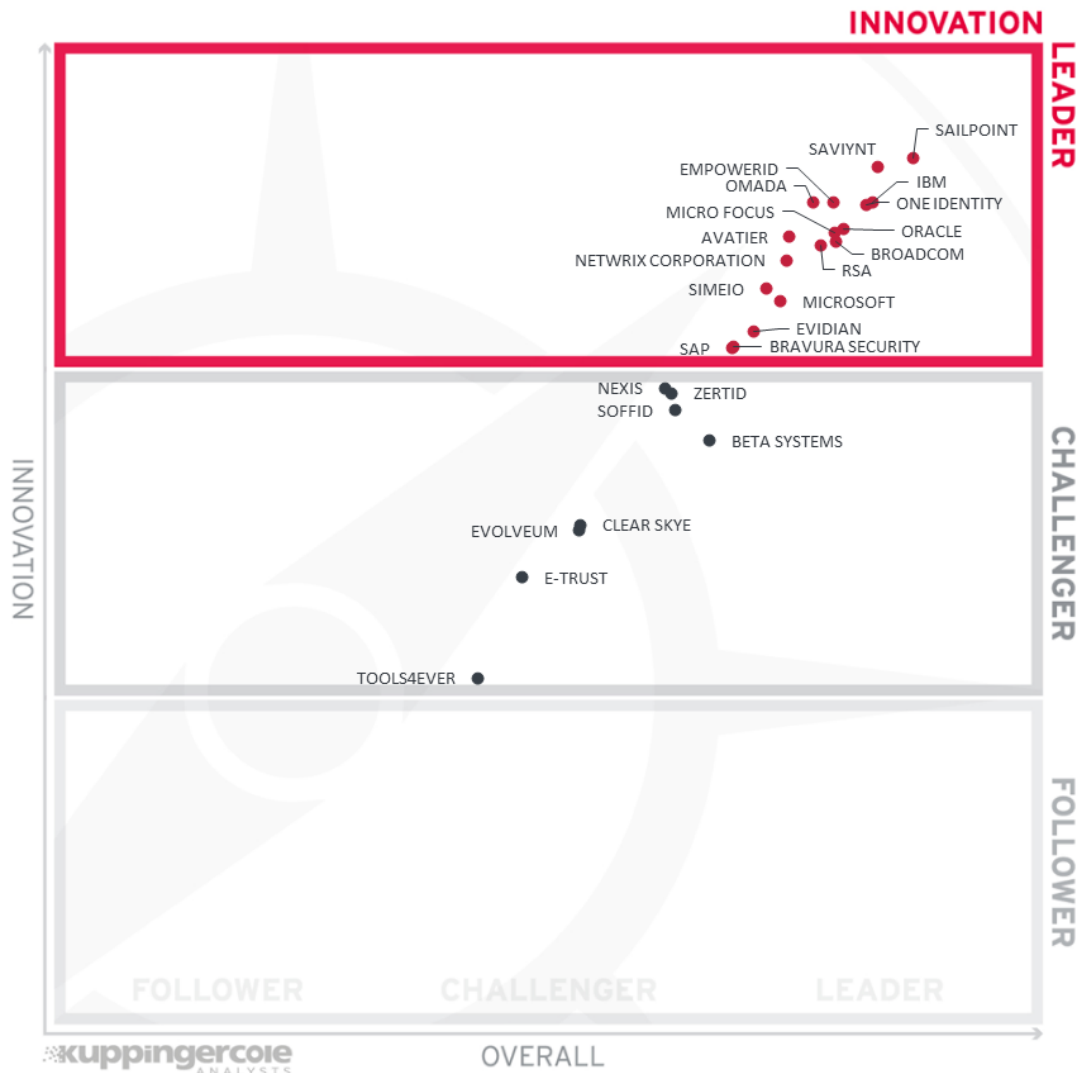 INNOVATION
LEADER
SAILPOINT
SAVIYNT
EMPOWERID
IBM
OMADA
ONE IDENTITY
MICRO FOCUS
ORACLE
AVATIER
BROADCOM
NETWRIX CORPORATION
RSA
SIMEIO
MICROSOFT
EVIDIAN
SAP
BRAVURA SECURITY
NEXIS
ZERTID
SOFFID
BETA SYSTEMS
CHALLENGER
INNOVATION
CLEAR SKYE
EVOLVEUM
E-TRUST
TOOLS4EVER
FOLLOWER
FOLLOWER
CHALLENGER
LEADER
kuppingercole
ANALYSTS
OVERALL